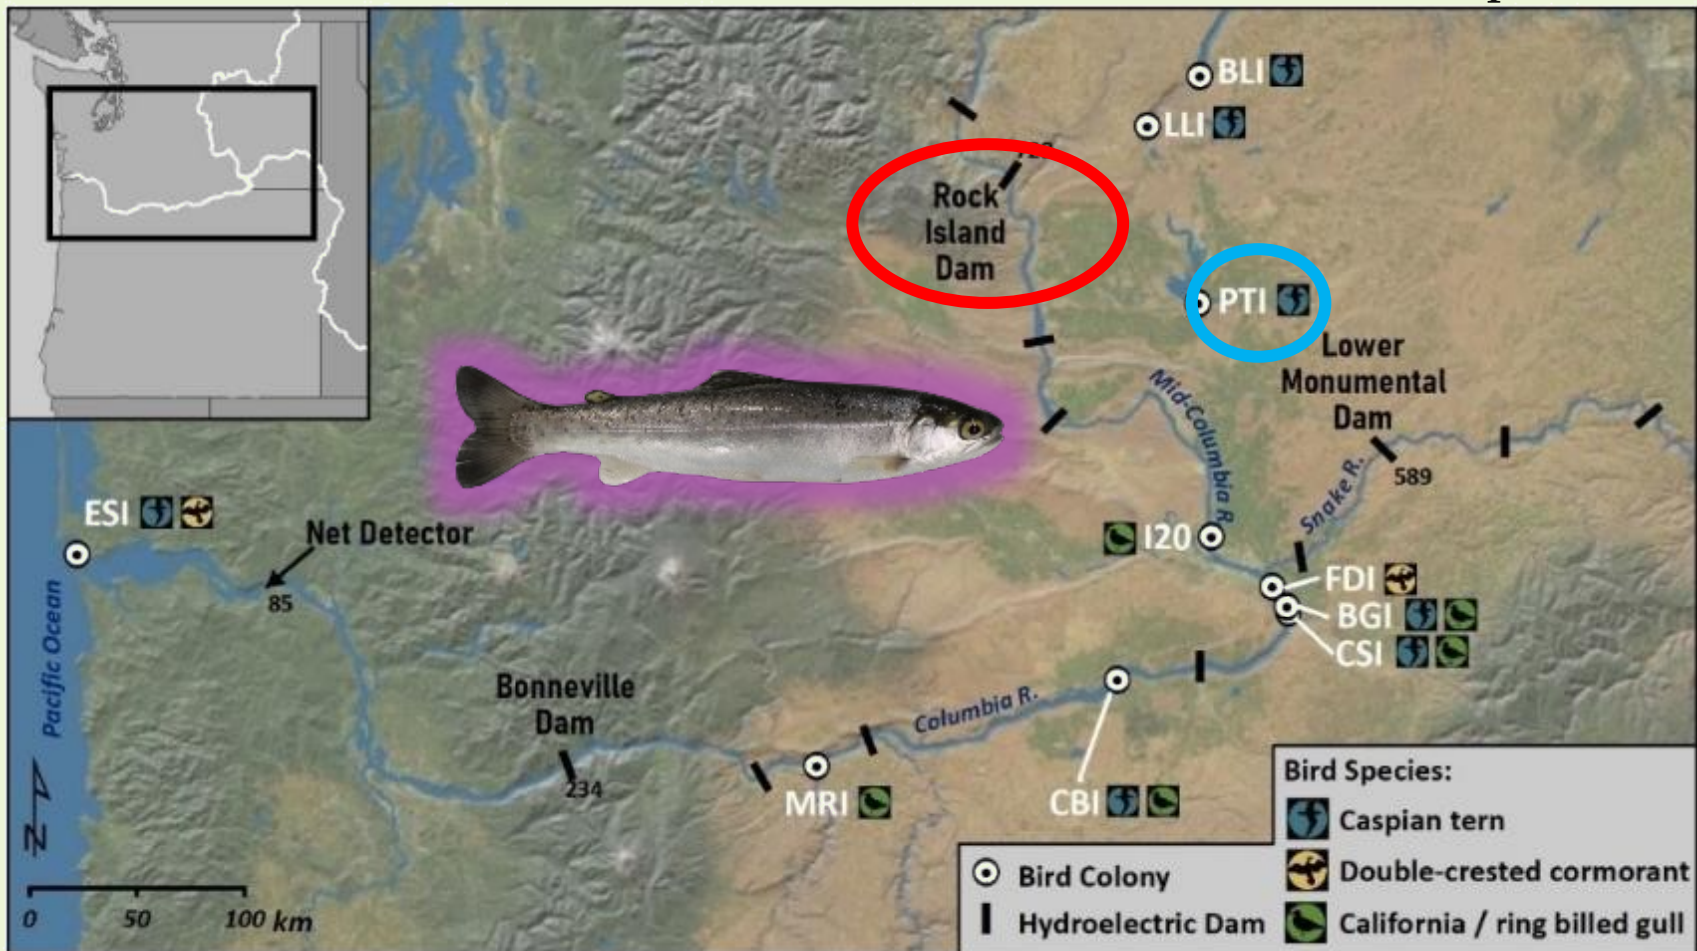 BLI
LLI
Rock
Island
Dam
PTI
Lower
Monumental
Dam
589
Mid-Columbia R.
Snake R.
ESI
Net Detector
85
I20
FDI
BGI
CSI
Pacific Ocean
Bonneville
Dam
234
Columbia R.
MRI
CBI
N
0 50 100 km
Bird Colony
Hydroelectric Dam
Bird Species:
Caspian tern
Double-crested cormorant
California / ring billed gull